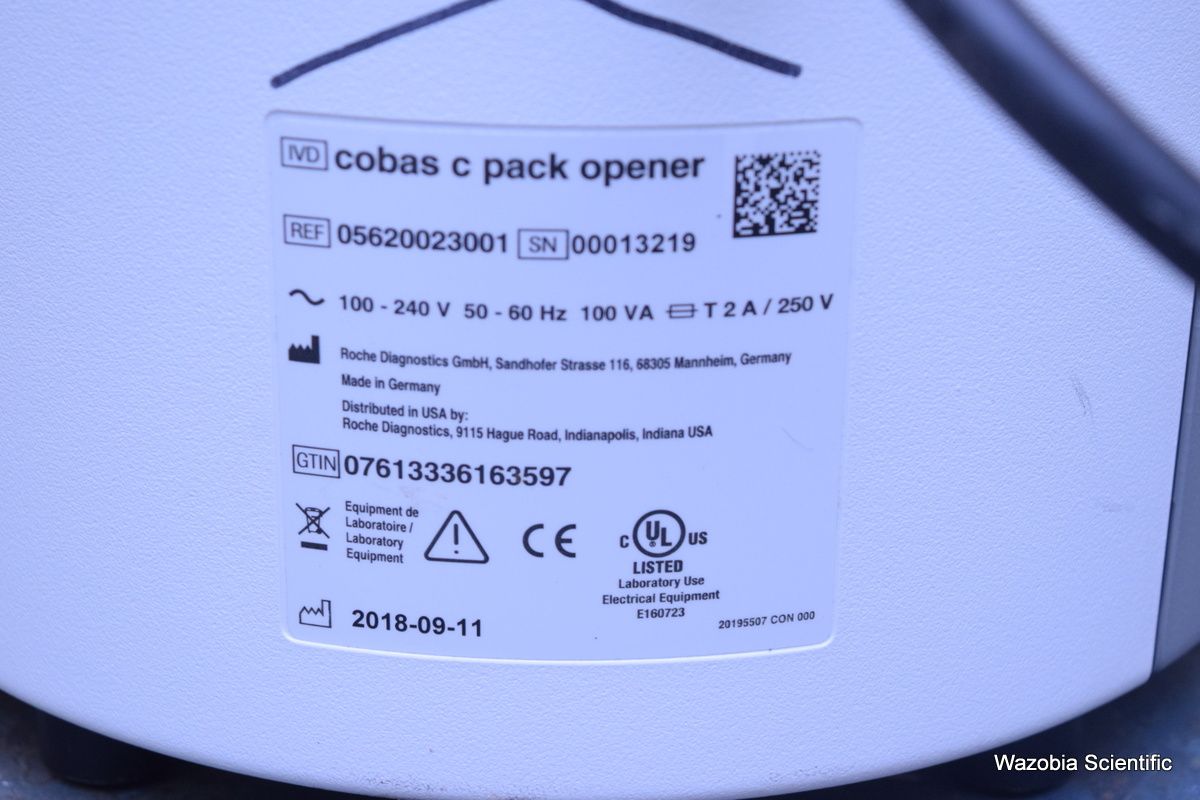 IVD cobas c pack opener
REF 05620023001 SN 00013219
100 - 240 V 50 - 60 Hz 100 VA T 2 A / 250 V
Roche Diagnostics GmbH, Sandhofer Strasse 116, 68305 Mannheim, Germany
Made in Germany
Distributed in USA by:
Roche Diagnostics, 9115 Hague Road, Indianapolis, Indiana USA
GTIN 07613336163597
Equipment de
Laboratoire /
Laboratory
Equipment
CE
C UL US
LISTED
Laboratory Use
Electrical Equipment
E160723
2018-09-11
20195507 CON 000
Wazobia Scientific